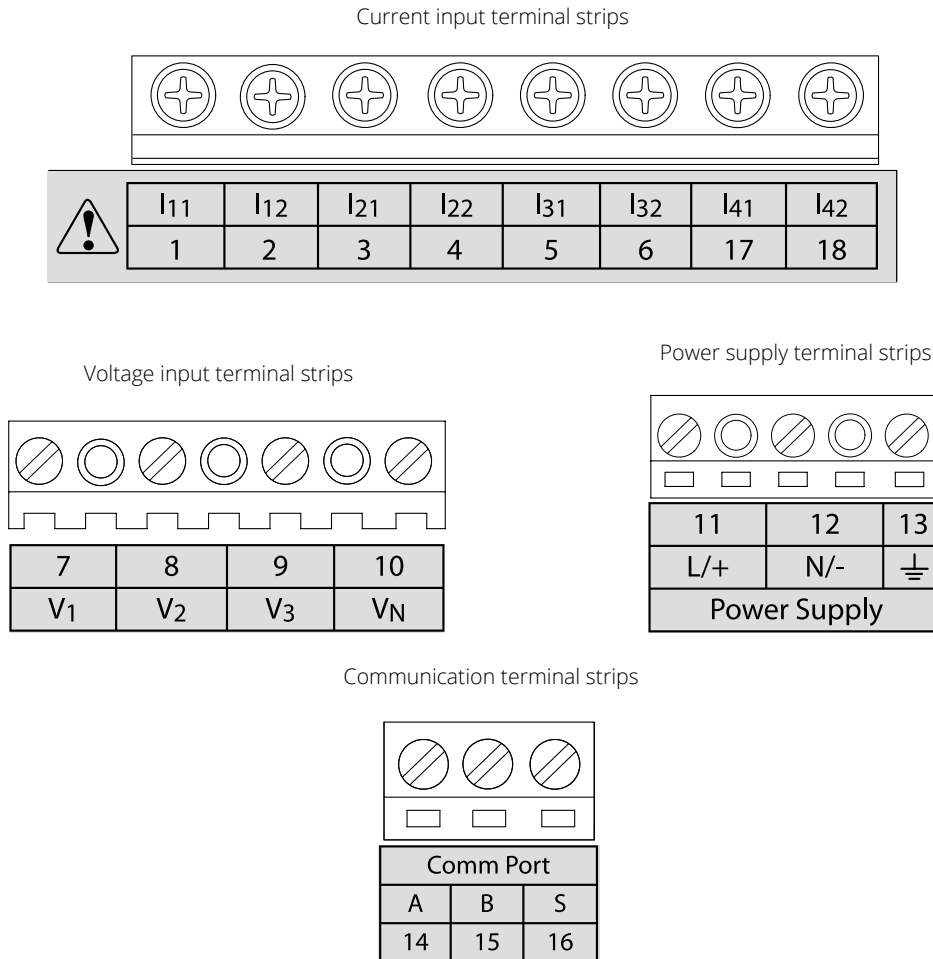 Current input terminal strips
I11 I12 I21 I22 I31 I32 I41 I42
1 2 3 4 5 6 17 18
Voltage input terminal strips
7 8 9 10
V1 V2 V3 VN
Power supply terminal strips
11 12 13
L/+ N/-
Power Supply
Communication terminal strips
Comm Port
A B S
14 15 16